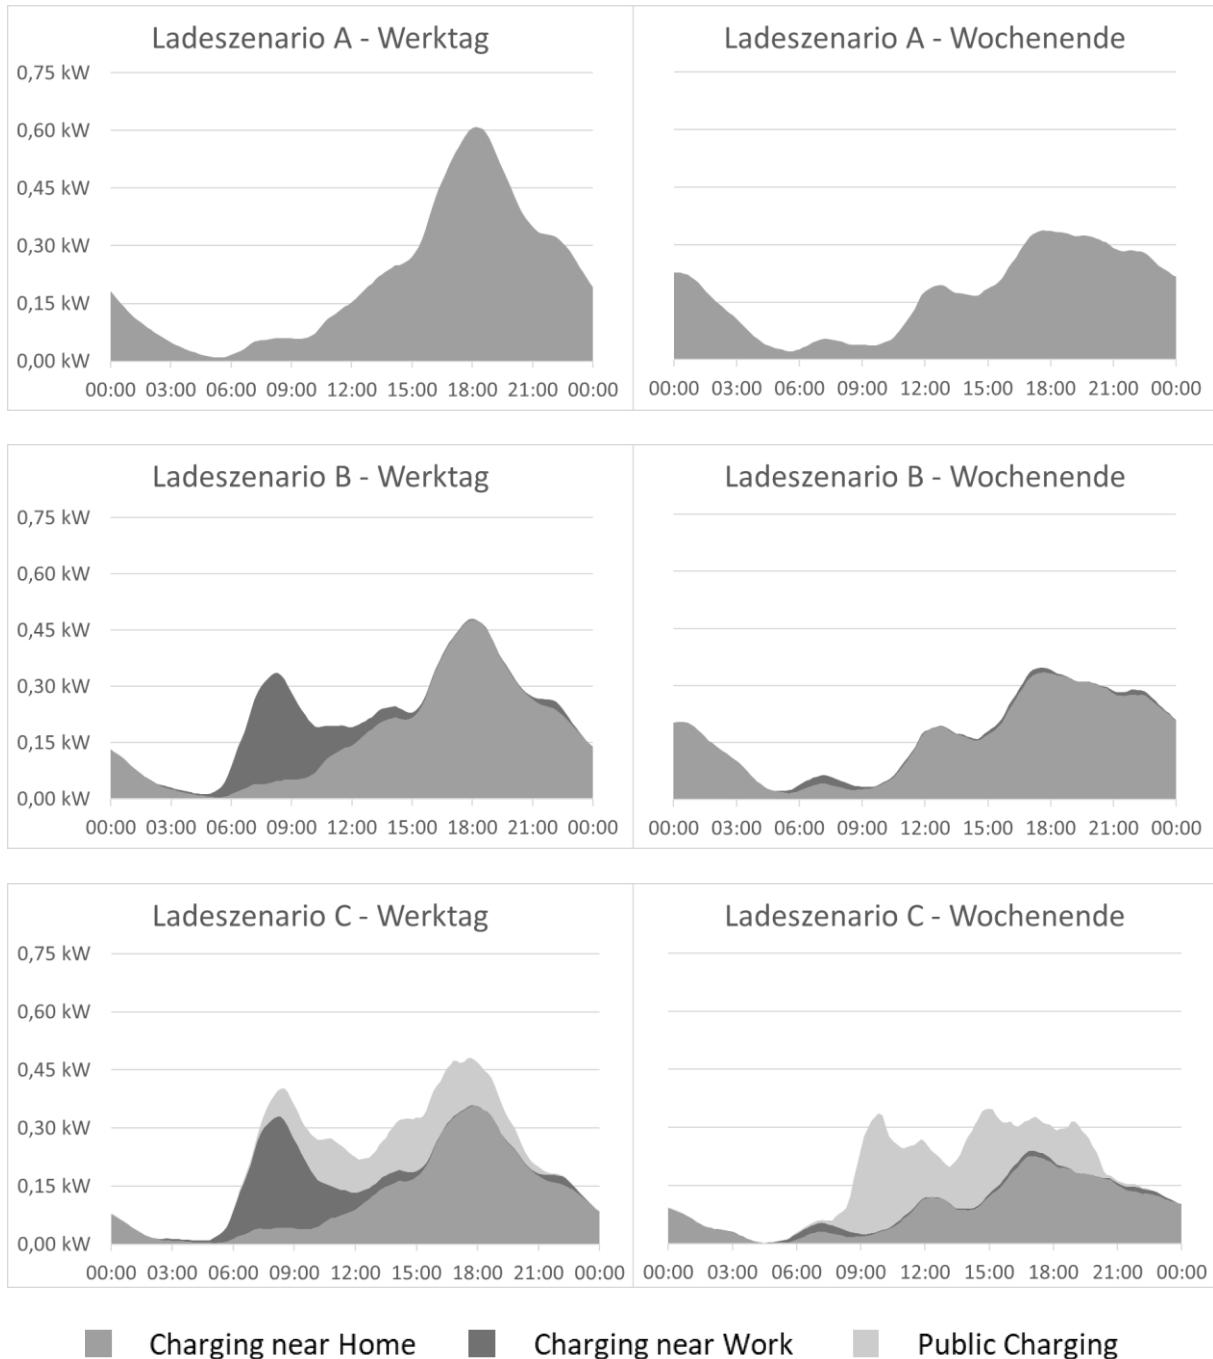 Ladeszenario A - Werktag
0,75 kW
0,60 kW
0,45 kW
0,30 kW
0,15 kW
0,00 kW
00:00 03:00 06:00 09:00 12:00 15:00 18:00 21:00 00:00
Ladeszenario A - Wochenende
00:00 03:00 06:00 09:00 12:00 15:00 18:00 21:00 00:00
Ladeszenario B - Werktag
0,75 kW
0,60 kW
0,45 kW
0,30 kW
0,15 kW
0,00 kW
00:00 03:00 06:00 09:00 12:00 15:00 18:00 21:00 00:00
Ladeszenario B - Wochenende
00:00 03:00 06:00 09:00 12:00 15:00 18:00 21:00 00:00
Ladeszenario C - Werktag
0,75 kW
0,60 kW
0,45 kW
0,30 kW
0,15 kW
0,00 kW
00:00 03:00 06:00 09:00 12:00 15:00 18:00 21:00 00:00
Ladeszenario C - Wochenende
00:00 03:00 06:00 09:00 12:00 15:00 18:00 21:00 00:00
Charging near Home Charging near Work Public Charging